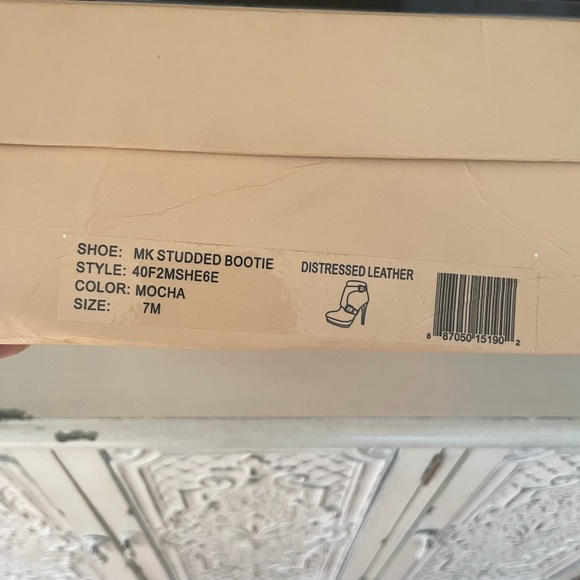 SHOE: MK STUDDED BOOTIE
STYLE: 40F2MSHE6E
COLOR: MOCHA
SIZE: 7M
DISTRESSED LEATHER
8 87050 15190 2